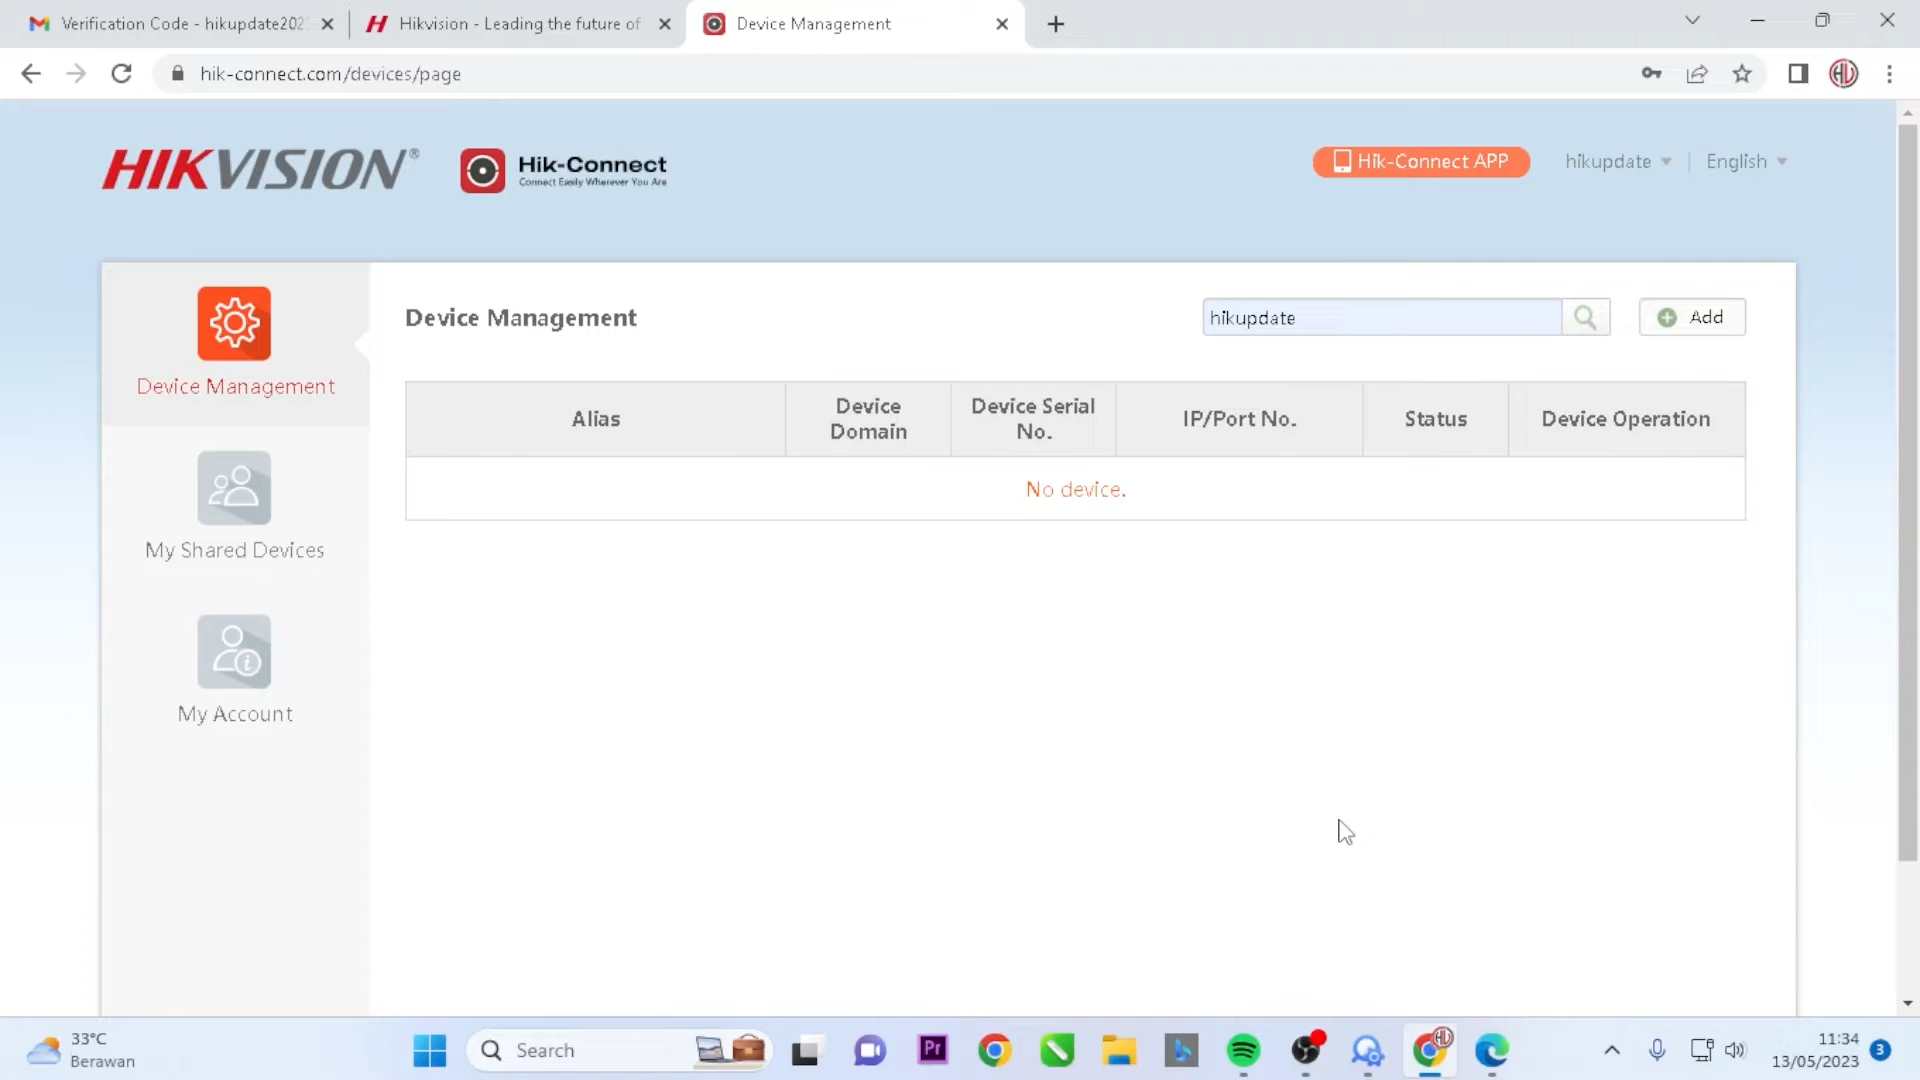 Verification Code - hikupdate202
Hikvision - Leading the future of
Device Management
hik-connect.com/devices/page
HIKVISION®
Hik-Connect
Connect Easily Wherever You Are
Hik-Connect APP
hikupdate
English
Device Management
My Shared Devices
My Account
Device Management
hikupdate
Add
Alias
Device Domain
Device Serial No.
IP/Port No.
Status
Device Operation
No device.
33°C
Berawan
Search
Pr
11:34
13/05/2023
3